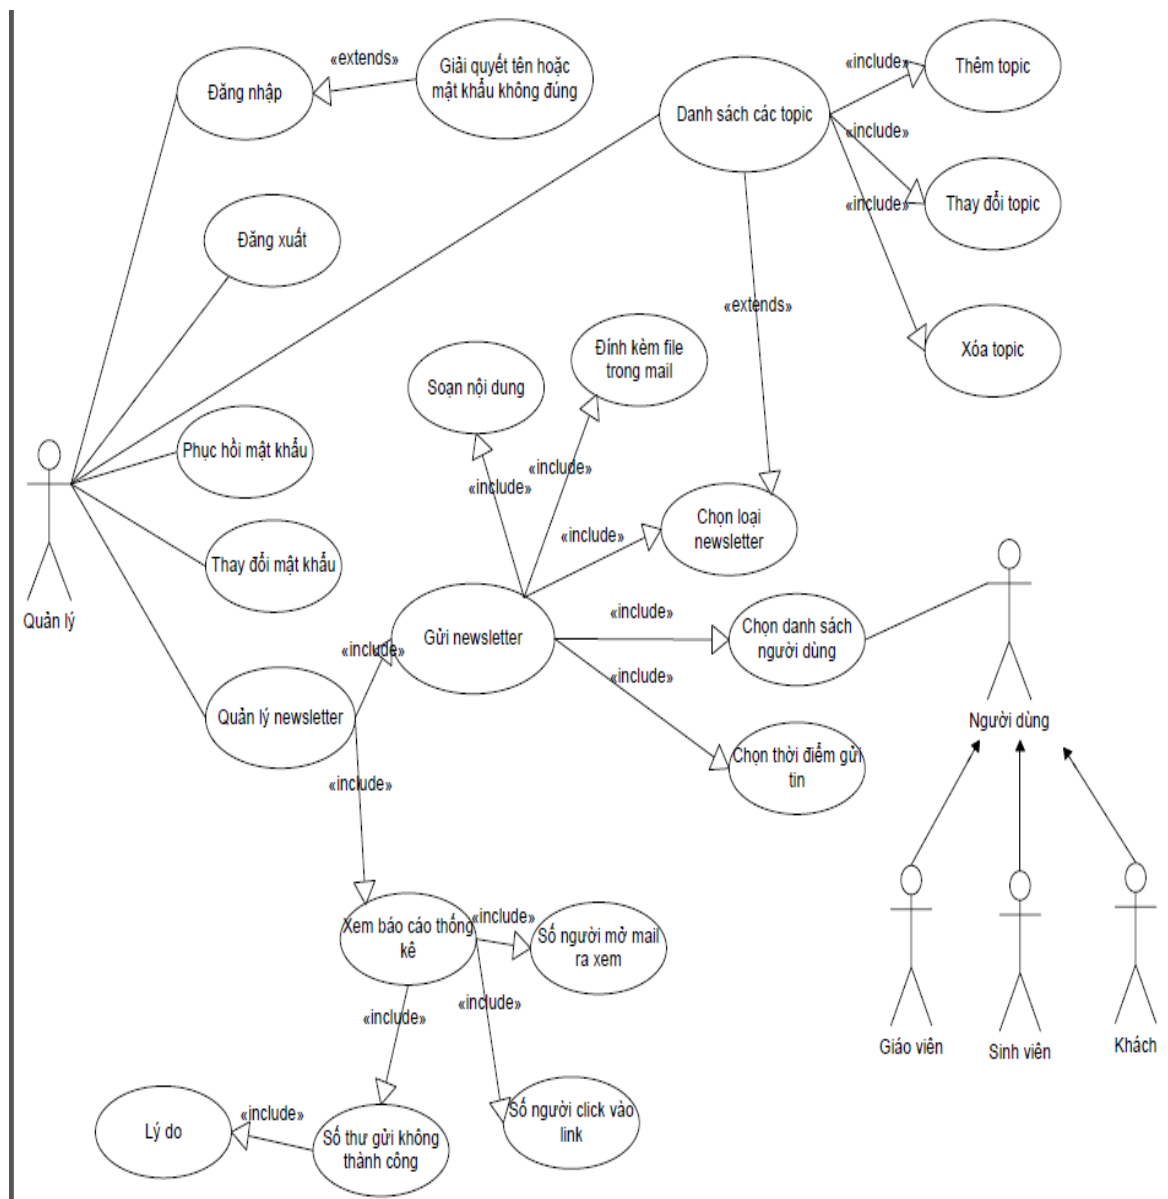 «extends»
Đăng nhập
Giải quyết tên hoặc
mật khẩu không đúng
Danh sách các topic
«include»
Thêm topic
«include»
Thay đổi topic
«include»
Đăng xuất
«extends»
Xóa topic
Đính kèm file
trong mail
Soạn nội dung
Phục hồi mật khẩu
«include»
«include»
Chọn loại
newsletter
«include»
Thay đổi mật khẩu
Quản lý
Gửi newsletter
«include»
«include»
Chọn danh sách
người dùng
«include»
Quản lý newsletter
Người dùng
Chọn thời điểm gửi
tin
«include»
Xem báo cáo thống
kê
«include»
Số người mở mail
ra xem
«include»
«include»
Giáo viên
Sinh viên
Khách
Lý do
«include»
Số thư gửi không
thành công
Số người click vào
link